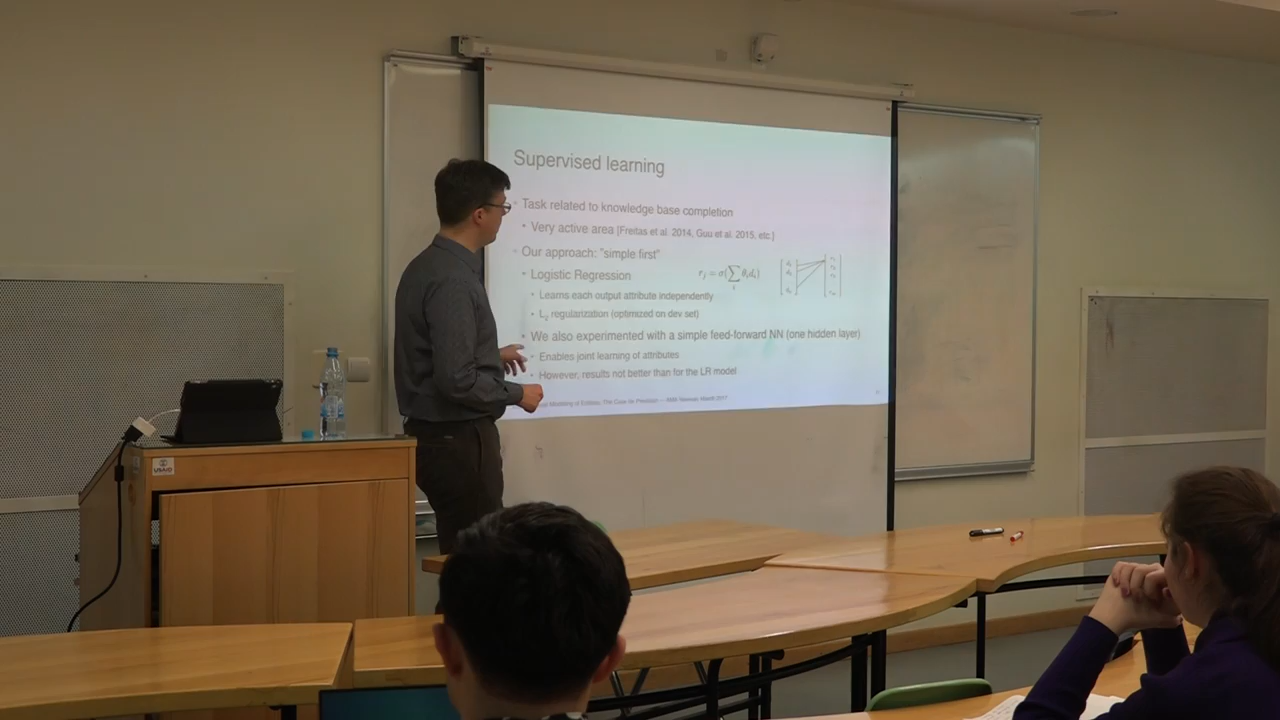 Supervised learning
Task related to knowledge base completion
Very active area [Freitas et al. 2014, Guu et al. 2015, etc.]
Our approach: "simple first"
Logistic Regression
Learns each output attribute independently
L₂ regularization (optimized on dev set)
We also experimented with a simple feed-forward NN (one hidden layer)
Enables joint learning of attributes
However, results not better than for the LR model
USAID